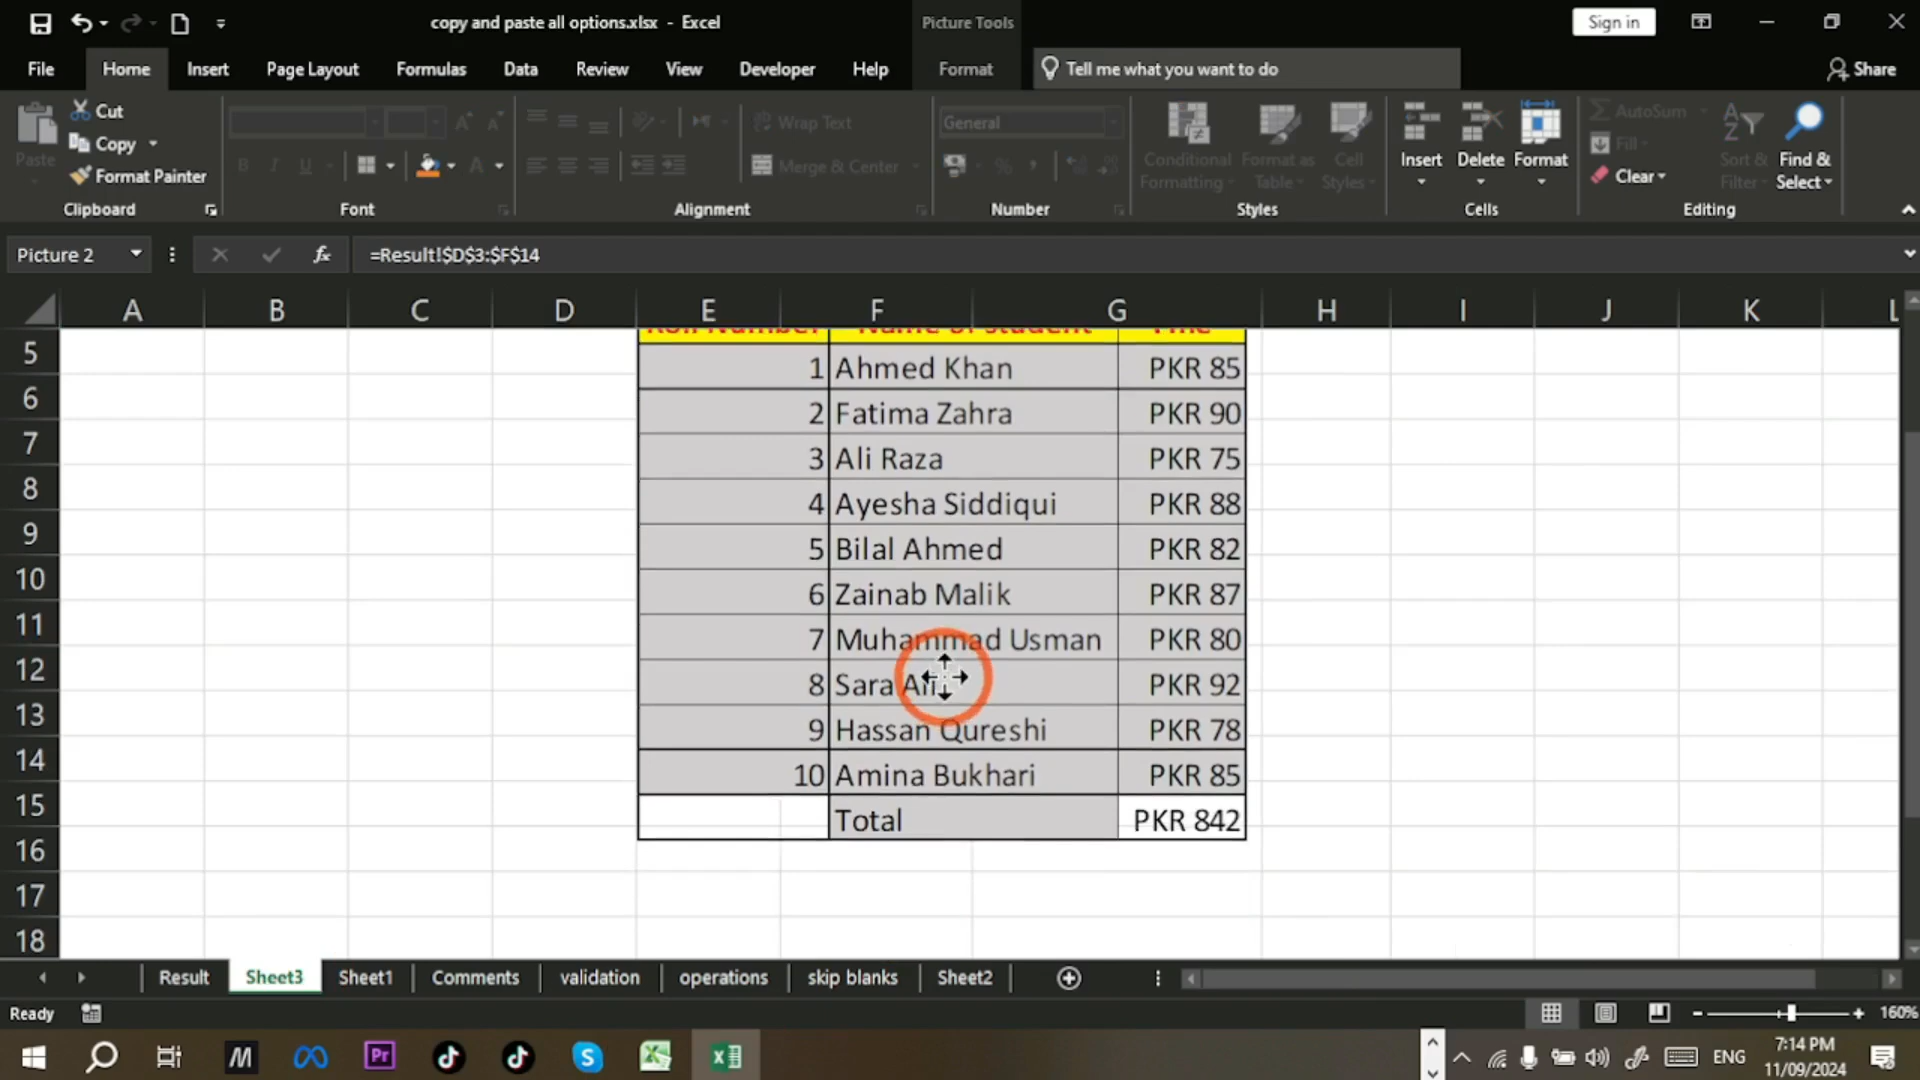 copy and paste all options.xlsx - Excel
Picture Tools
Sign in
File Home Insert Page Layout Formulas Data Review View Developer Help Format Tell me what you want to do Share
Paste
Cut
Copy
Format Painter
Clipboard
Font
Wrap Text
Merge & Center
Alignment
General
Number
Conditional Formatting
Format as Table
Cell Styles
Styles
Insert
Delete
Format
Cells
AutoSum
Fill
Clear
Sort & Filter
Find & Select
Editing
Picture 2 fx =Result!$D$3:$F$14
A B C D E F G H I J K L
Roll Number Name of student
5
1 Ahmed Khan PKR 85
6
2 Fatima Zahra PKR 90
7
3 Ali Raza PKR 75
8
4 Ayesha Siddiqui PKR 88
9
5 Bilal Ahmed PKR 82
10
6 Zainab Malik PKR 87
11
7 Muhammad Usman PKR 80
12
8 Sara Ali PKR 92
13
9 Hassan Qureshi PKR 78
14
10 Amina Bukhari PKR 85
15
Total PKR 842
16
17
18
Result Sheet3 Sheet1 Comments validation operations skip blanks Sheet2
Ready 160%
ENG 7:14 PM
11/09/2024